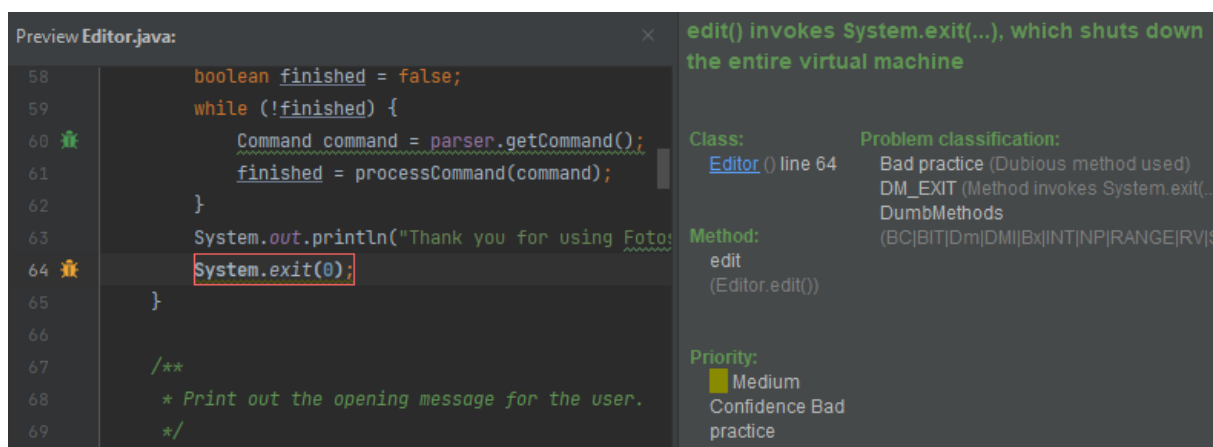 Preview Editor.java:
58 boolean finished = false;
59 while (!finished) {
60 Command command = parser.getCommand();
61 finished = processCommand(command);
62 }
63 System.out.println("Thank you for using Fotos
64 System.exit(0);
65 }
66
67 /**
68 * Print out the opening message for the user.
69 */
edit() invokes System.exit(...), which shuts down
the entire virtual machine
Class:
Editor () line 64
Method:
edit
(Editor.edit())
Priority:
Medium
Confidence Bad
practice
Problem classification:
Bad practice (Dubious method used)
DM_EXIT (Method invokes System.exit(..
DumbMethods
(BC|BIT|Dm|DMI|Bx|INT|NP|RANGE|RV|S